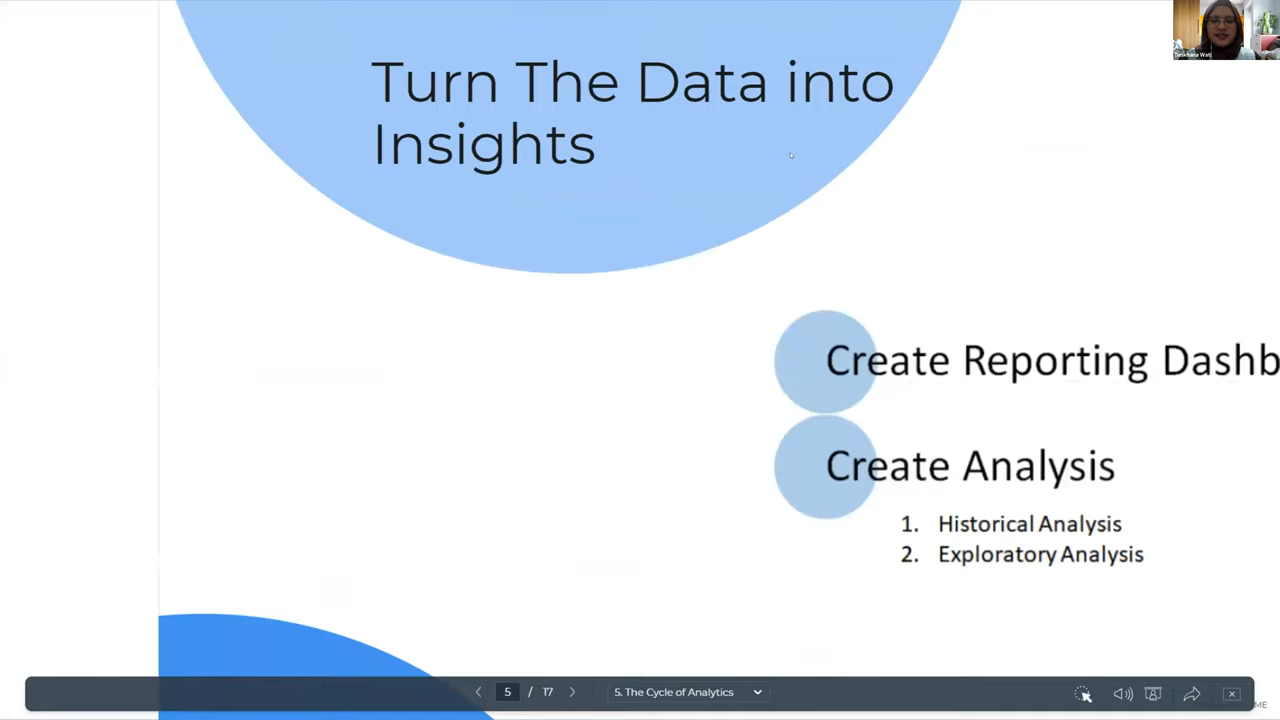 Turn The Data into
Insights
Create Reporting Dashb
Create Analysis
1. Historical Analysis
2. Exploratory Analysis
5 / 17
5. The Cycle of Analytics
ME